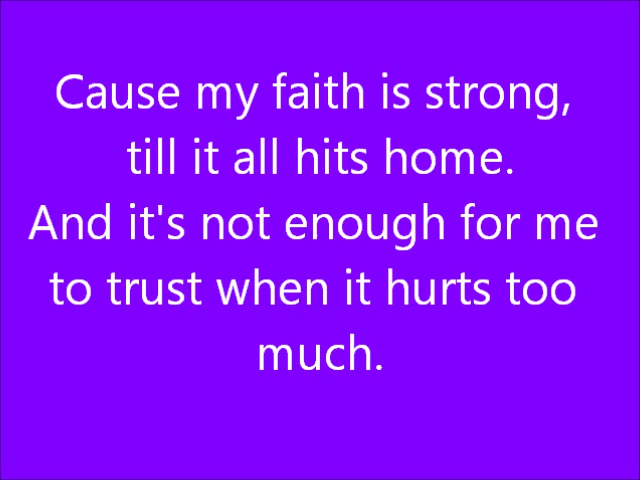 Cause my faith is strong,
till it all hits home.
And it's not enough for me
to trust when it hurts too
much.